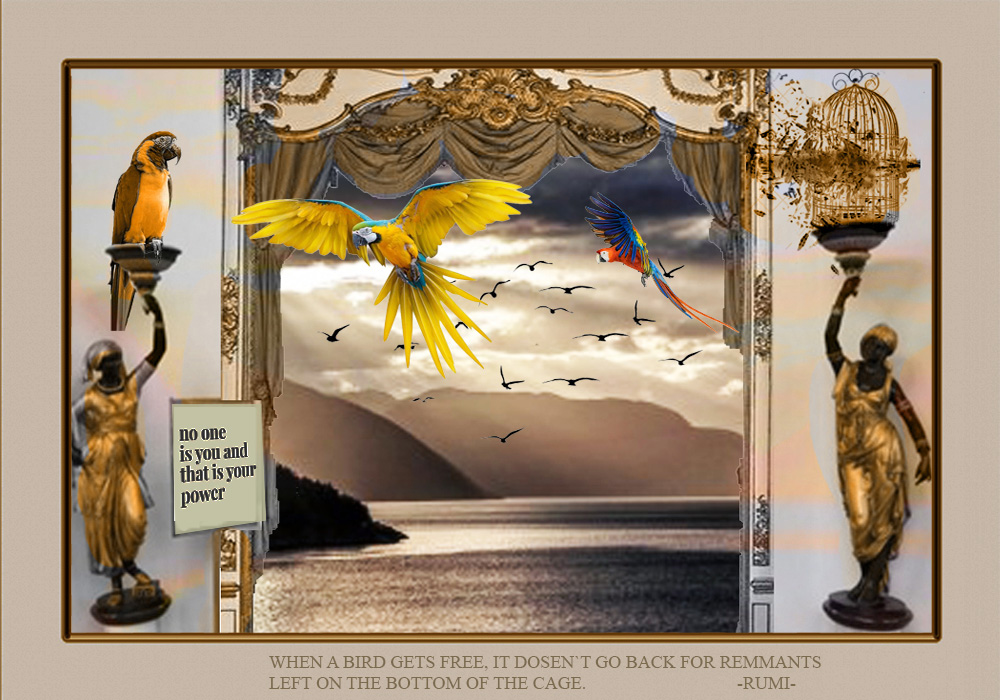 no one
is you and
that is your
power
WHEN A BIRD GETS FREE, IT DOSEN`T GO BACK FOR REMMANTS
LEFT ON THE BOTTOM OF THE CAGE. -RUMI-